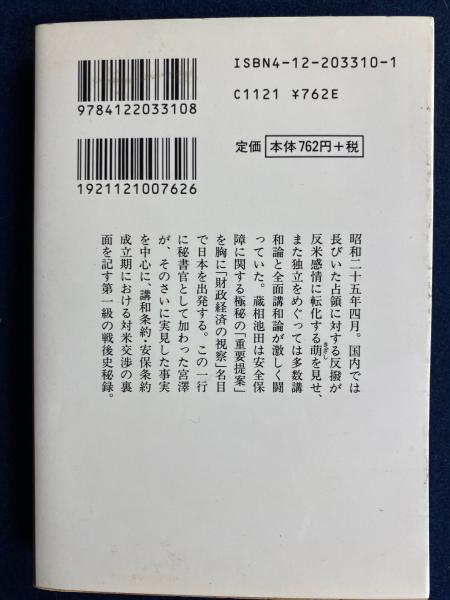 ISBN4-12-203310-1
C1121 ¥762E
9784122033108
定価 本体762円+税
1921121007626
昭和二十五年四月。国内では
長びいた占領に対する反撥が
反米感情に転化する萌を見せ、
きざし
また独立をめぐっては多数講
和論と全面講和論が激しく闘
っていた。蔵相池田は安全保
障に関する極秘の「重要提案」
を胸に「財政経済の視察」名目
で日本を出発する。この一行
に秘書官として加わった宮澤
が、そのさいに実見した事実
を中心に、講和条約・安保条約
成立期における対米交渉の裏
面を記す第一級の戦後史秘録。